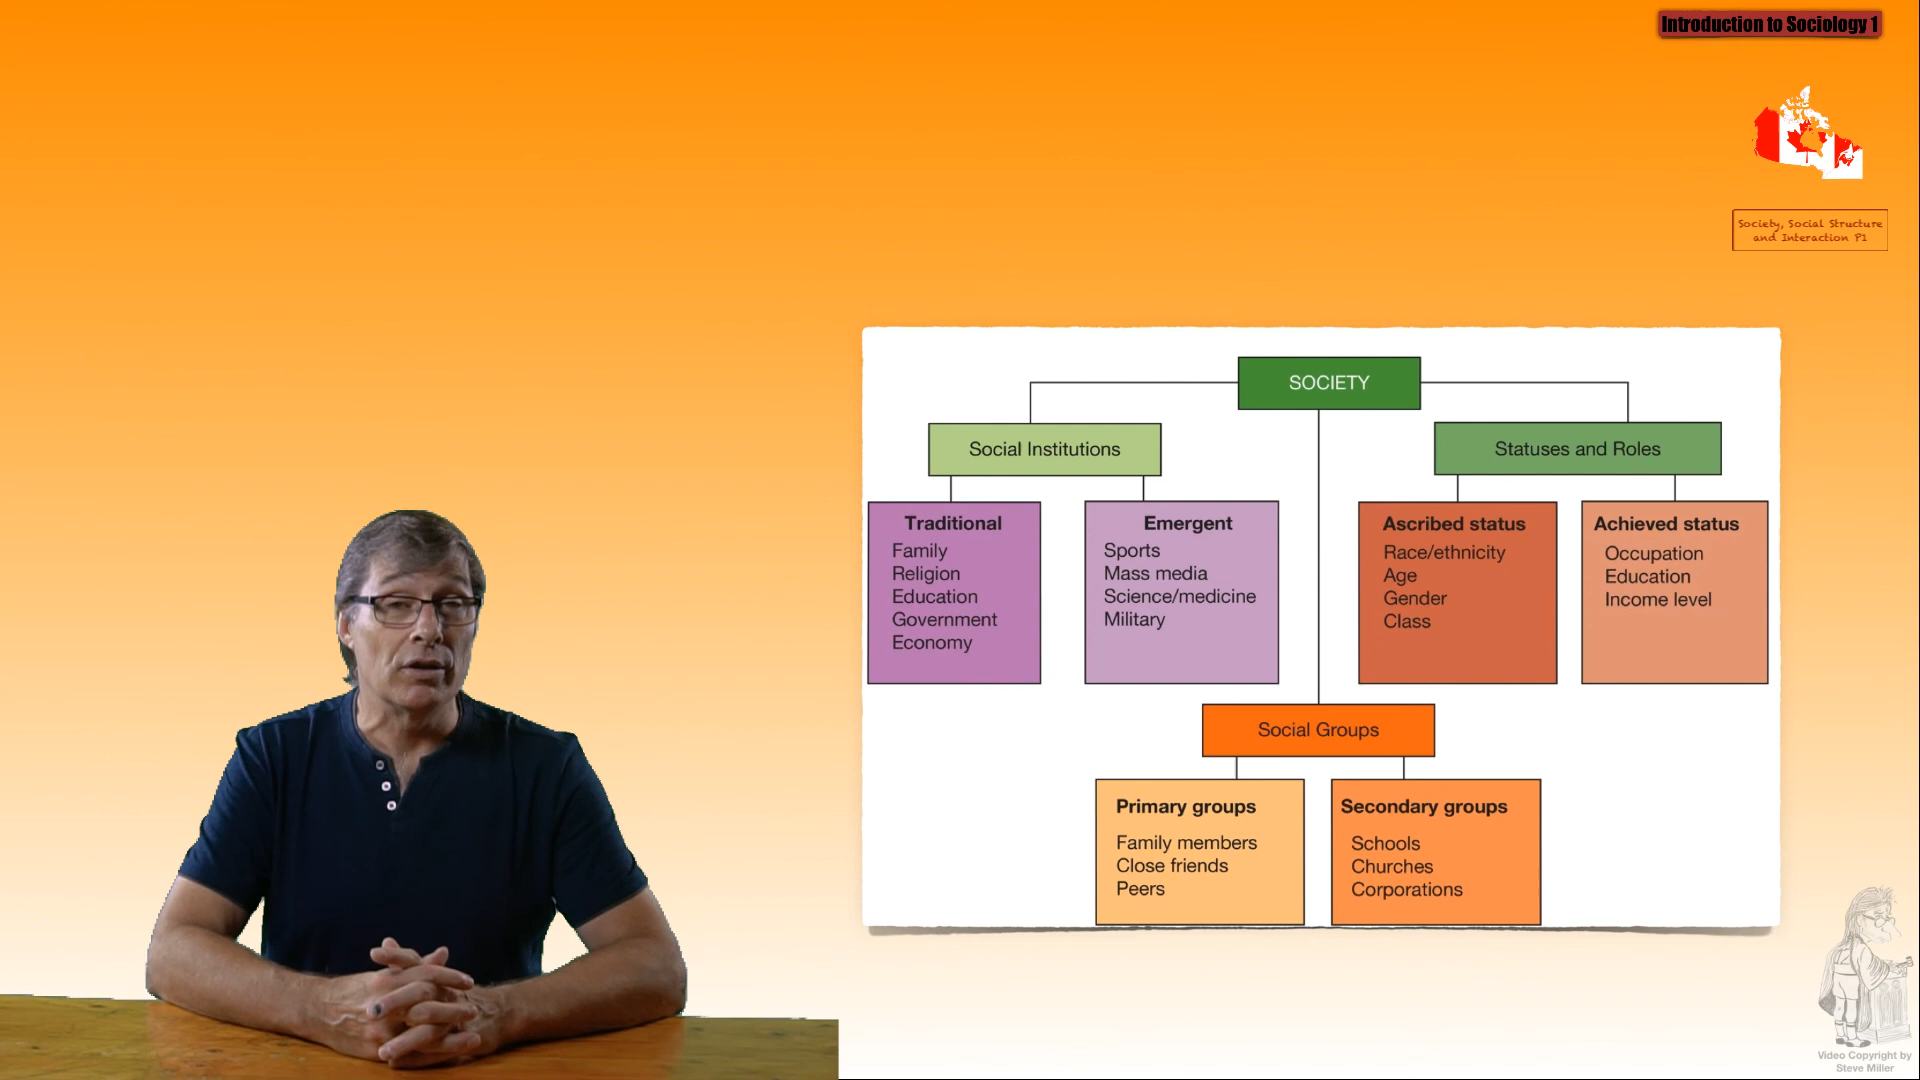 Introduction to Sociology 1
Society, Social Structure
and Interaction P1
SOCIETY
Social Institutions
Statuses and Roles
Traditional
Family
Religion
Education
Government
Economy
Emergent
Sports
Mass media
Science/medicine
Military
Ascribed status
Race/ethnicity
Age
Gender
Class
Achieved status
Occupation
Education
Income level
Social Groups
Primary groups
Family members
Close friends
Peers
Secondary groups
Schools
Churches
Corporations
Video Copyright by
Steve Miller